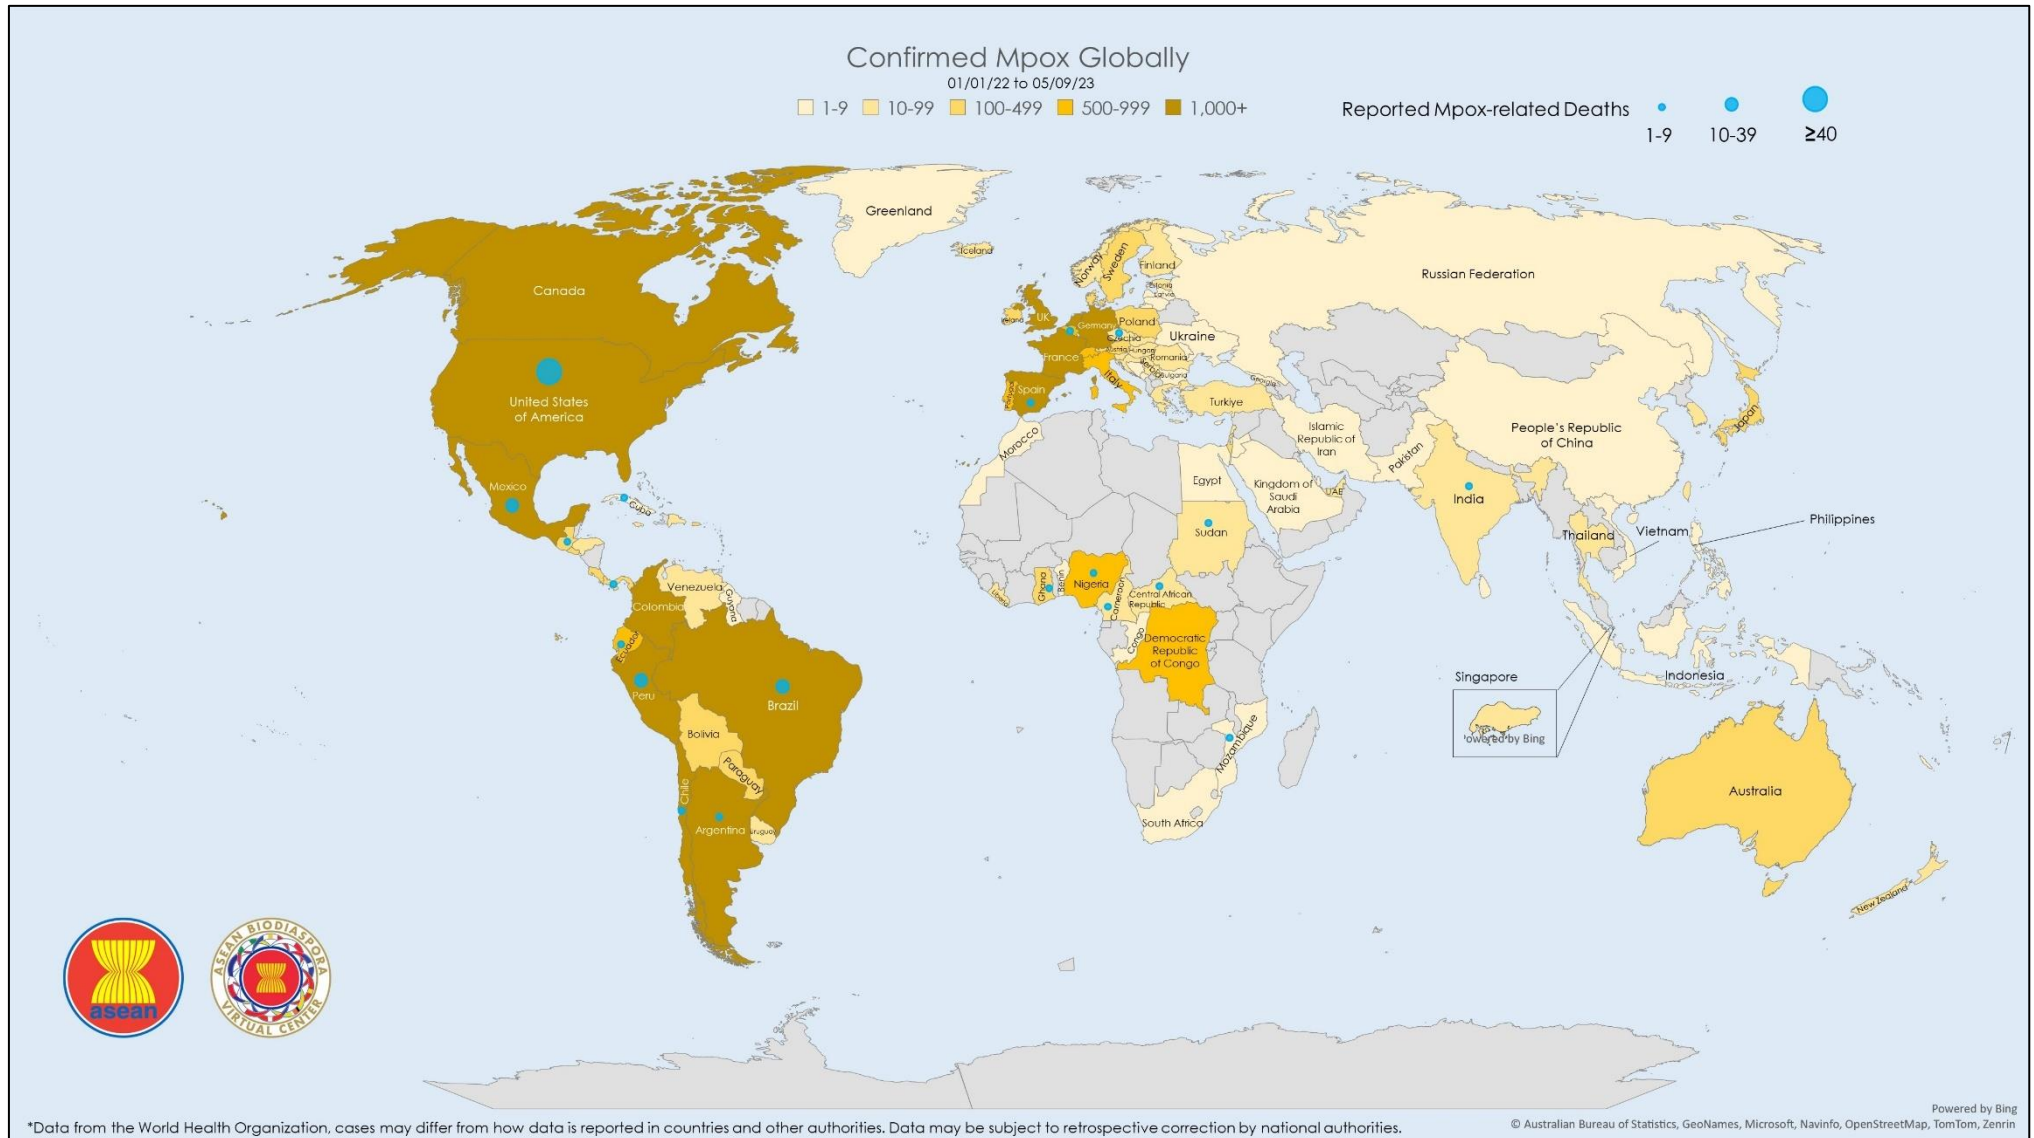 Confirmed Mpox Globally
01/01/22 to 05/09/23
1-9
10-99
100-499
500-999
1,000+
Reported Mpox-related Deaths
1-9
10-39
≥40
Greenland
Iceland
Norway
Sweden
Finland
Estonia
Russian Federation
Canada
Ireland
UK
Germany
Poland
Czechia
Ukraine
France
Austria
Hungary
Romania
Serbia
Bulgaria
Italy
Georgia
Spain
Portugal
Turkiye
United States
of America
Islamic
Republic of
Iran
People's Republic
of China
Japan
Morocco
Pakistan
Mexico
Cuba
Egypt
Kingdom of
Saudi
Arabia
UAE
India
Sudan
Thailand
Vietnam
Philippines
Venezuela
Guyana
Colombia
Liberia
Ghana
Benin
Nigeria
Cameroon
Central African
Republic
Ecuador
Congo
Democratic
Republic
of Congo
Peru
Brazil
Singapore
Indonesia
Powered by Bing
Bolivia
Paraguay
Mozambique
Chile
Argentina
Uruguay
South Africa
Australia
New Zealand
asean
ASEAN BIODIASPORA
VIRTUAL CENTER
Powered by Bing
*Data from the World Health Organization, cases may differ from how data is reported in countries and other authorities. Data may be subject to retrospective correction by national authorities.
© Australian Bureau of Statistics, GeoNames, Microsoft, Navinfo, OpenStreetMap, TomTom, Zenrin